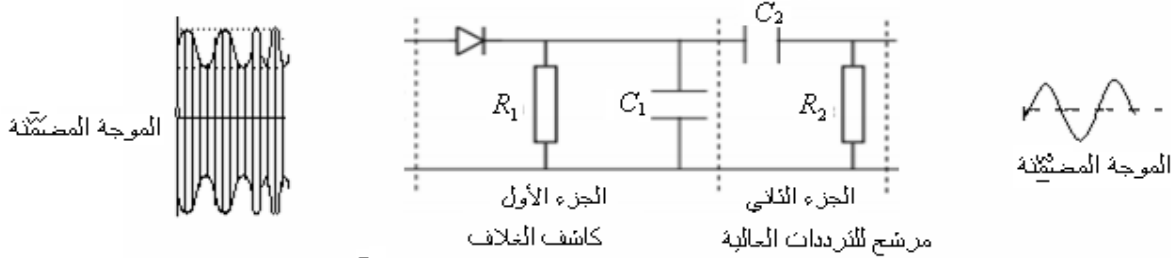 C₂
R₁
C₁
R₂
الموجة المضمَّنة
الموجة المضمِّنة
الجزء الأول
الجزء الثاني
كاشف الغلاف
مرشح للترددات العالية